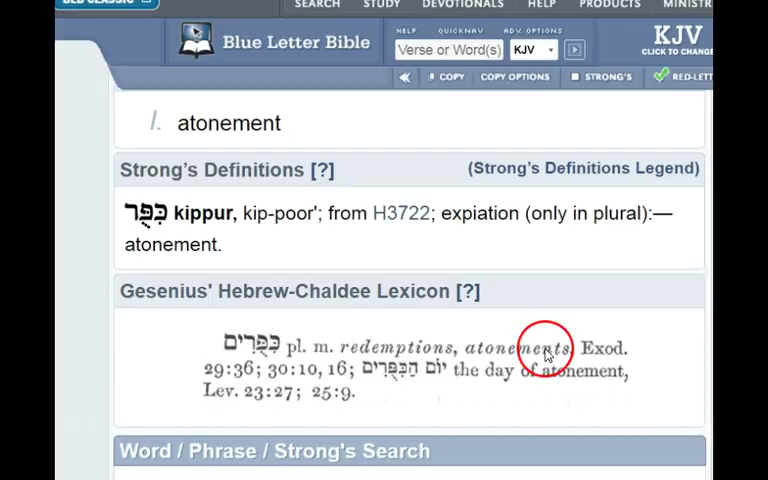 SEARCH STUDY DEVOTIONALS HELP PRODUCTS
HELP QUICKNAV ADV. OPTIONS
Blue Letter Bible Verse or Word(s) KJV KJV
CLICK TO CHANGE
COPY COPY OPTIONS STRONG'S
I. atonement
Strong's Definitions [?] (Strong's Definitions Legend)
כִּפֻּר kippur, kip-poor'; from H3722; expiation (only in plural):—
atonement.
Gesenius' Hebrew-Chaldee Lexicon [?]
כִּפֻּרִים pl. m. redemptions, atonements. Exod.
29:36; 30:10, 16; יוֹם הַכִּפֻּרִים the day of atonement,
Lev. 23:27; 25:9.
Word / Phrase / Strong's Search